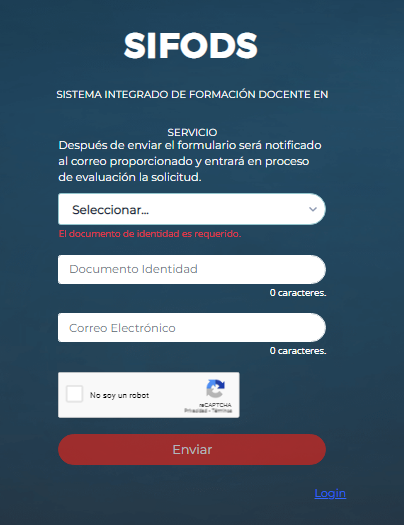 SIFODS
SISTEMA INTEGRADO DE FORMACIÓN DOCENTE EN
SERVICIO
Después de enviar el formulario será notificado
al correo proporcionado y entrará en proceso
de evaluación la solicitud.
Seleccionar...
El documento de identidad es requerido.
Documento Identidad
0 caracteres.
Correo Electrónico
0 caracteres.
No soy un robot
reCAPTCHA
Privacidad - Términos
Enviar
Login